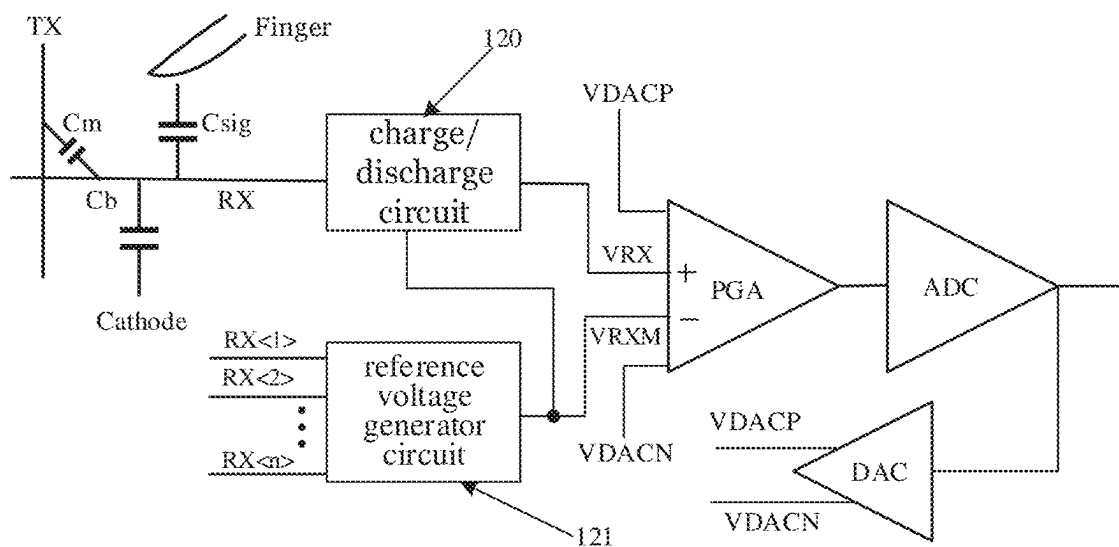 TX
Finger
120
Cm
Csig
VDACP
charge/
discharge
circuit
Cb
RX
VRX
+
PGA
ADC
−
VRXM
Cathode
RX<1>
RX<2>
RX<n>
reference
voltage
generator
circuit
VDACN
VDACP
DAC
VDACN
121